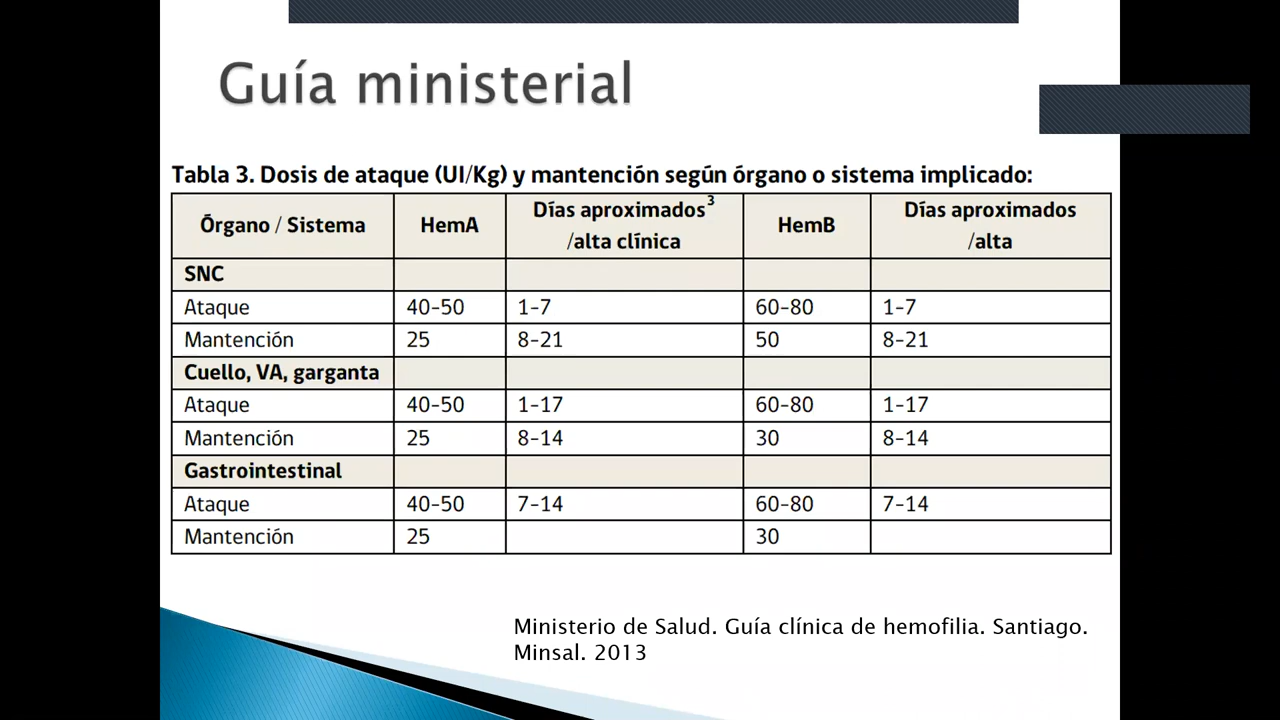 Guía ministerial
Tabla 3. Dosis de ataque (UI/Kg) y mantención según órgano o sistema implicado:
Órgano / Sistema HemA Días aproximados³ /alta clínica HemB Días aproximados /alta
SNC
Ataque 40-50 1-7 60-80 1-7
Mantención 25 8-21 50 8-21
Cuello, VA, garganta
Ataque 40-50 1-17 60-80 1-17
Mantención 25 8-14 30 8-14
Gastrointestinal
Ataque 40-50 7-14 60-80 7-14
Mantención 25 30
Ministerio de Salud. Guía clínica de hemofilia. Santiago.
Minsal. 2013